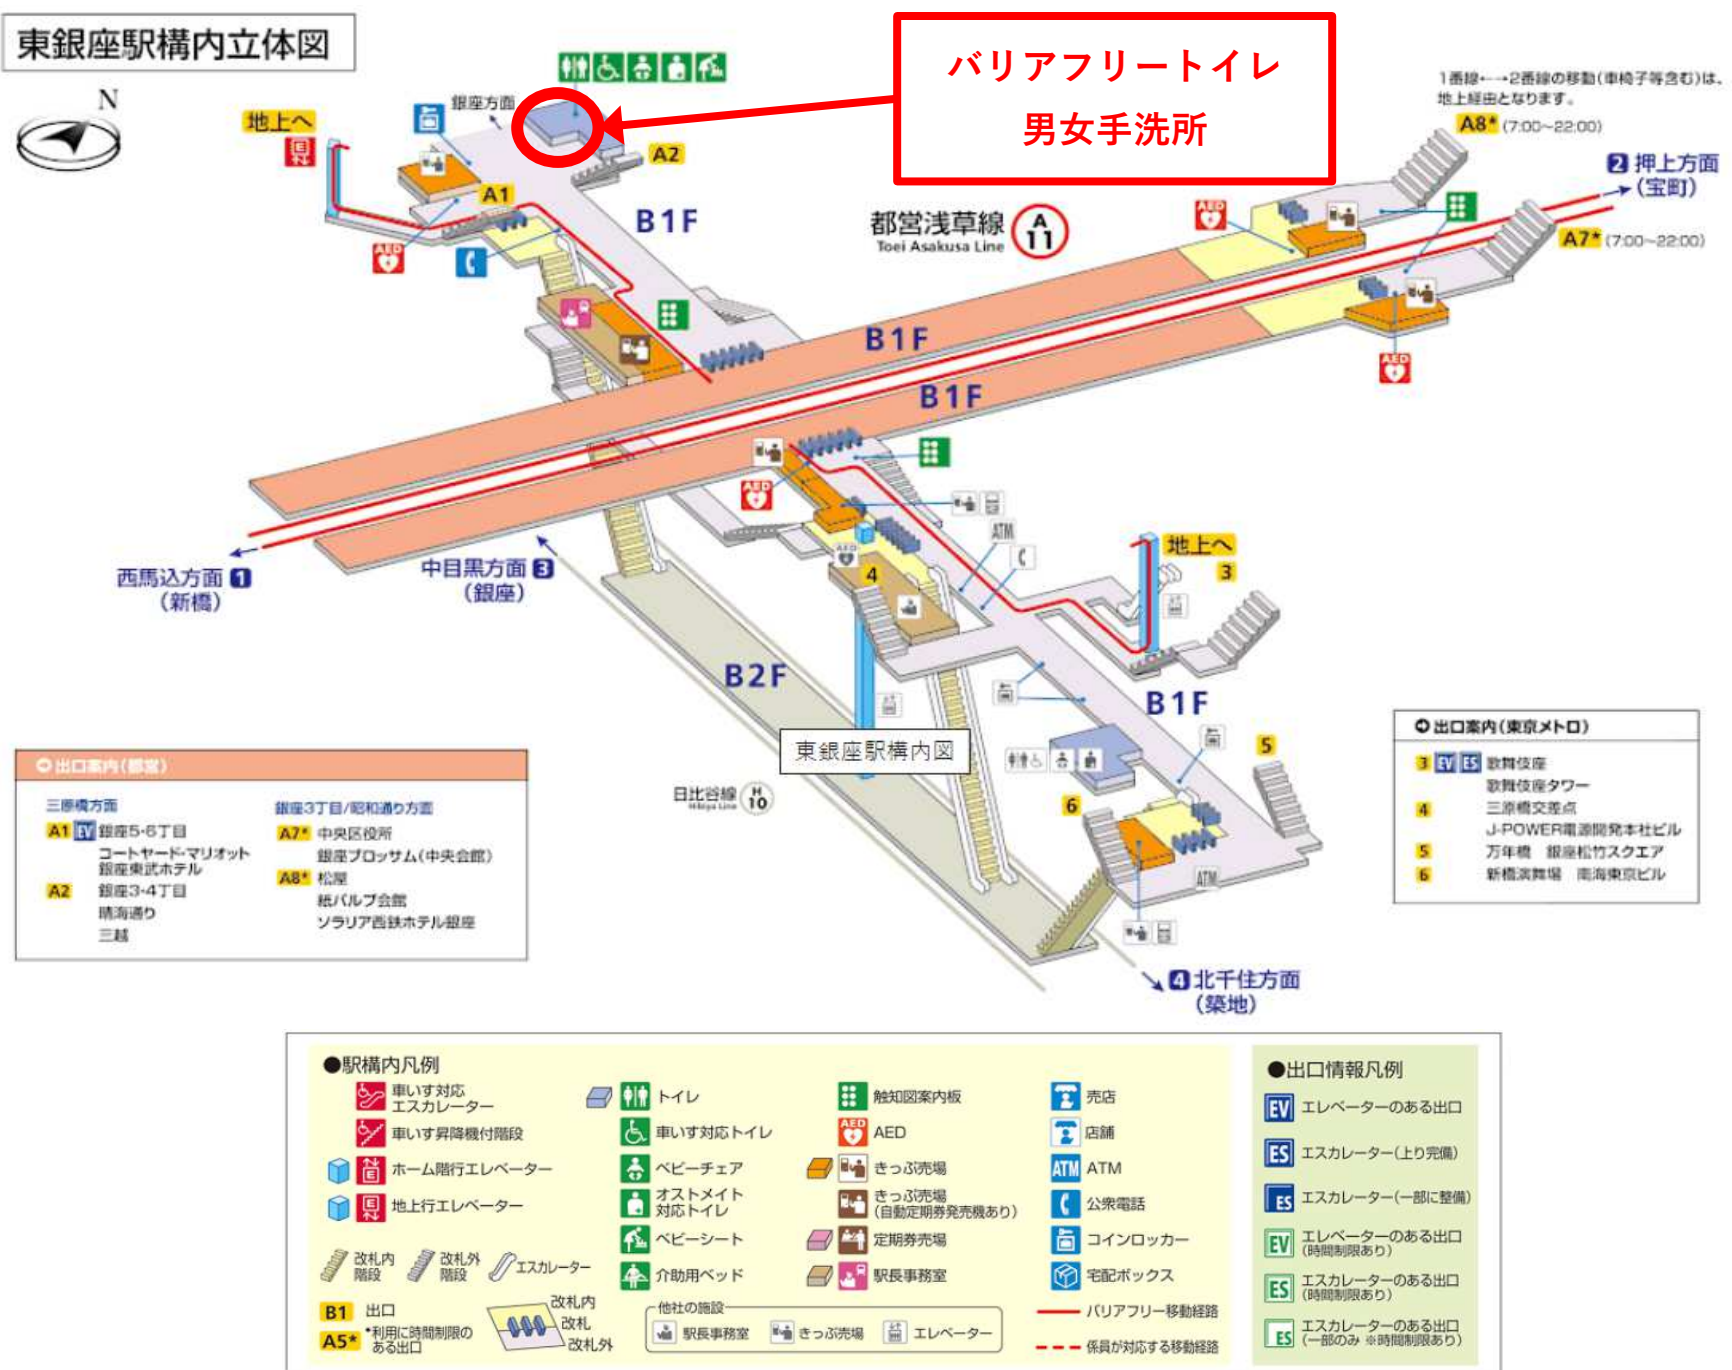 東銀座駅構内立体図
N
バリアフリートイレ
男女手洗所
1番線←→2番線の移動(車椅子等含む)は、
地上経由となります。
A8* (7:00~22:00)
2 押上方面
(宝町)
A7* (7:00~22:00)
銀座方面
地上へ
A2
A1
B1F
AED
都営浅草線
Toei Asakusa Line
A
11
AED
B1F
B1F
AED
AED
西馬込方面 1
(新橋)
中目黒方面 3
(銀座)
ATM
AED
4
地上へ
3
B2F
B1F
東銀座駅構内図
日比谷線
Hibiya Line
H
10
5
6
ATM
4 北千住方面
(築地)
出口案内(都営)
三原橋方面
A1 EV 銀座5-6丁目
コートヤード・マリオット
銀座東武ホテル
A2 銀座3-4丁目
晴海通り
三越
銀座3丁目/昭和通り方面
A7* 中央区役所
銀座ブロッサム(中央会館)
A8* 松屋
紙パルプ会館
ソラリア西鉄ホテル銀座
出口案内(東京メトロ)
3 EV ES 歌舞伎座
歌舞伎座タワー
4 三原橋交差点
J-POWER電源開発本社ビル
5 万年橋 銀座松竹スクエア
6 新橋演舞場 南海東京ビル
●駅構内凡例
車いす対応
エスカレーター
車いす昇降機付階段
ホーム階行エレベーター
地上行エレベーター
改札内
階段
改札外
階段
エスカレーター
B1 出口
A5* *利用に時間制限の
ある出口
改札内
改札
改札外
トイレ
車いす対応トイレ
ベビーチェア
オストメイト
対応トイレ
ベビーシート
介助用ベッド
触知図案内板
AED AED
きっぷ売場
きっぷ売場
(自動定期券発売機あり)
定期券売場
駅長事務室
他社の施設
駅長事務室 きっぷ売場 エレベーター
売店
店舗
ATM ATM
公衆電話
コインロッカー
宅配ボックス
バリアフリー移動経路
係員が対応する移動経路
●出口情報凡例
EV エレベーターのある出口
ES エスカレーター(上り完備)
ES エスカレーター(一部に整備)
EV エレベーターのある出口
(時間制限あり)
ES エスカレーターのある出口
(時間制限あり)
ES エスカレーターのある出口
(一部のみ ※時間制限あり)